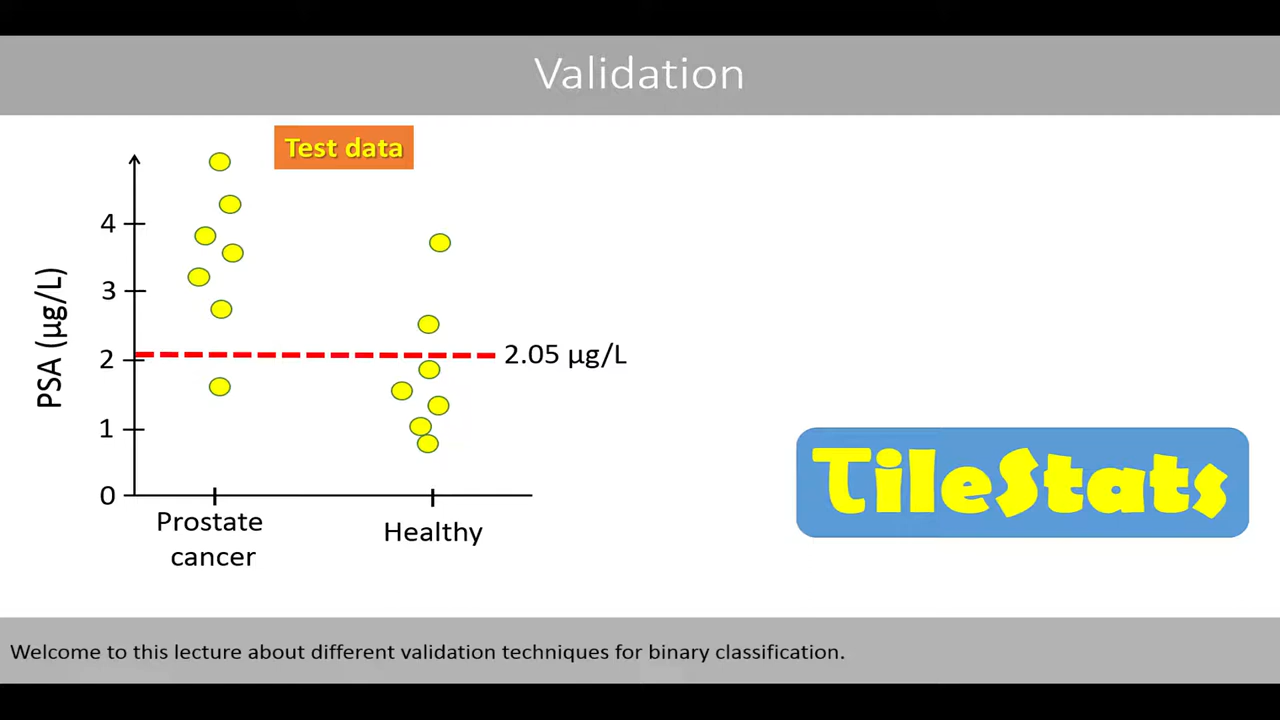 Validation
Test data
4
3
2
1
0
PSA (µg/L)
2.05 µg/L
Prostate
cancer
Healthy
TileStats
Welcome to this lecture about different validation techniques for binary classification.